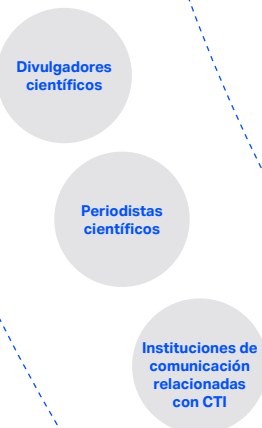 Divulgadores
científicos
Periodistas
científicos
Instituciones de
comunicación
relacionadas
con CTI